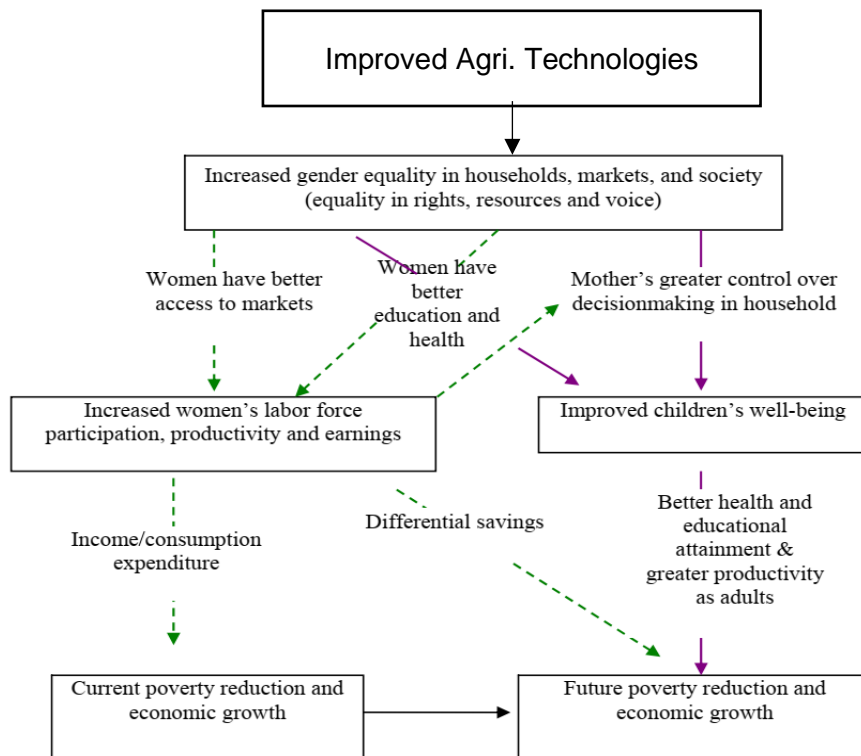 Improved Agri. Technologies
Increased gender equality in households, markets, and society
(equality in rights, resources and voice)
Women have better
access to markets
Women have
better
education and
health
Mother’s greater control over
decisionmaking in household
Increased women’s labor force
participation, productivity and earnings
Improved children’s well-being
Income/consumption
expenditure
Differential savings
Better health and
educational
attainment &
greater productivity
as adults
Current poverty reduction and
economic growth
Future poverty reduction and
economic growth